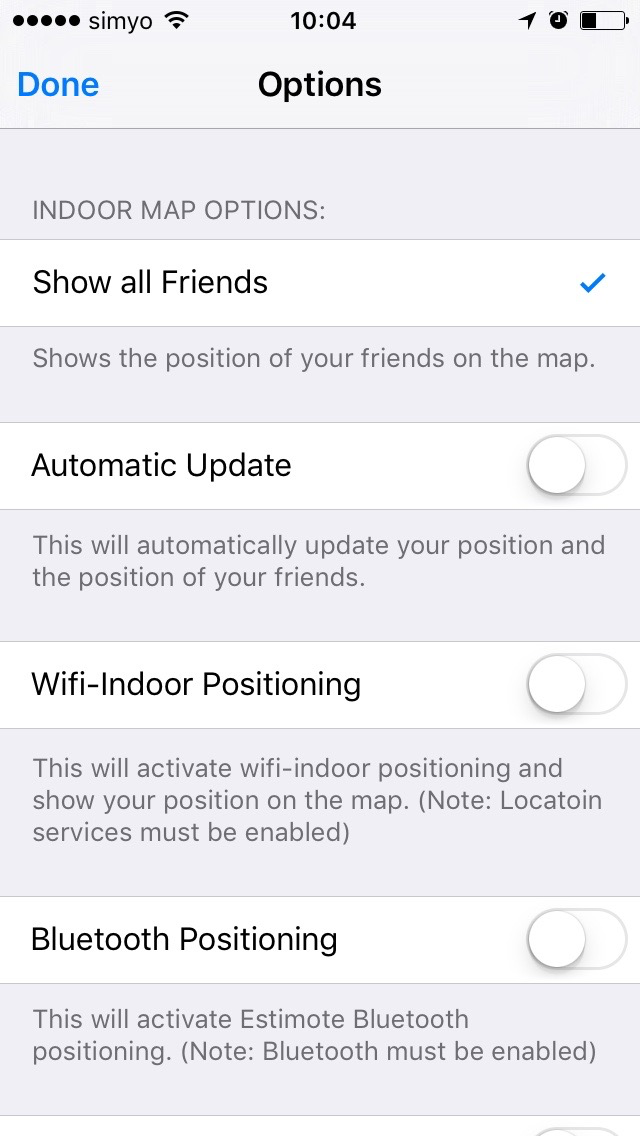 simyo 10:04
Done Options
INDOOR MAP OPTIONS:
Show all Friends
Shows the position of your friends on the map.
Automatic Update
This will automatically update your position and
the position of your friends.
Wifi-Indoor Positioning
This will activate wifi-indoor positioning and
show your position on the map. (Note: Locatoin
services must be enabled)
Bluetooth Positioning
This will activate Estimote Bluetooth
positioning. (Note: Bluetooth must be enabled)